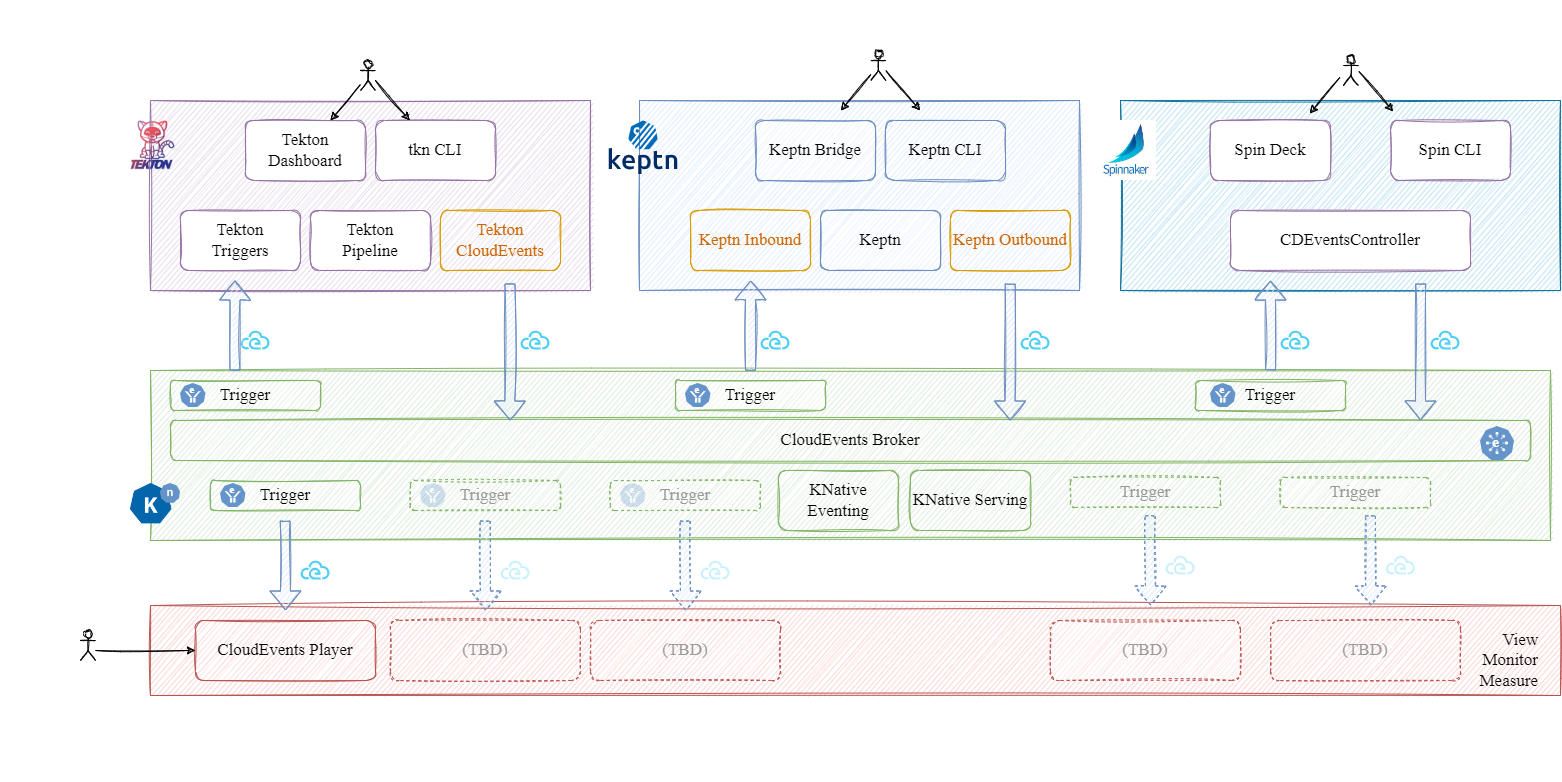 Tekton
Dashboard
tkn CLI
TEKTON
Tekton
Triggers
Tekton
Pipeline
Tekton
CloudEvents
keptn
Keptn Bridge
Keptn CLI
Keptn Inbound
Keptn
Keptn Outbound
Spinnaker
Spin Deck
Spin CLI
CDEventsController
e
e
e
e
e
e
e Trigger
e Trigger
e Trigger
CloudEvents Broker
e
K n
e Trigger
e Trigger
e Trigger
KNative
Eventing
KNative Serving
Trigger
Trigger
e
e
e
e
e
CloudEvents Player
(TBD)
(TBD)
(TBD)
(TBD)
View
Monitor
Measure